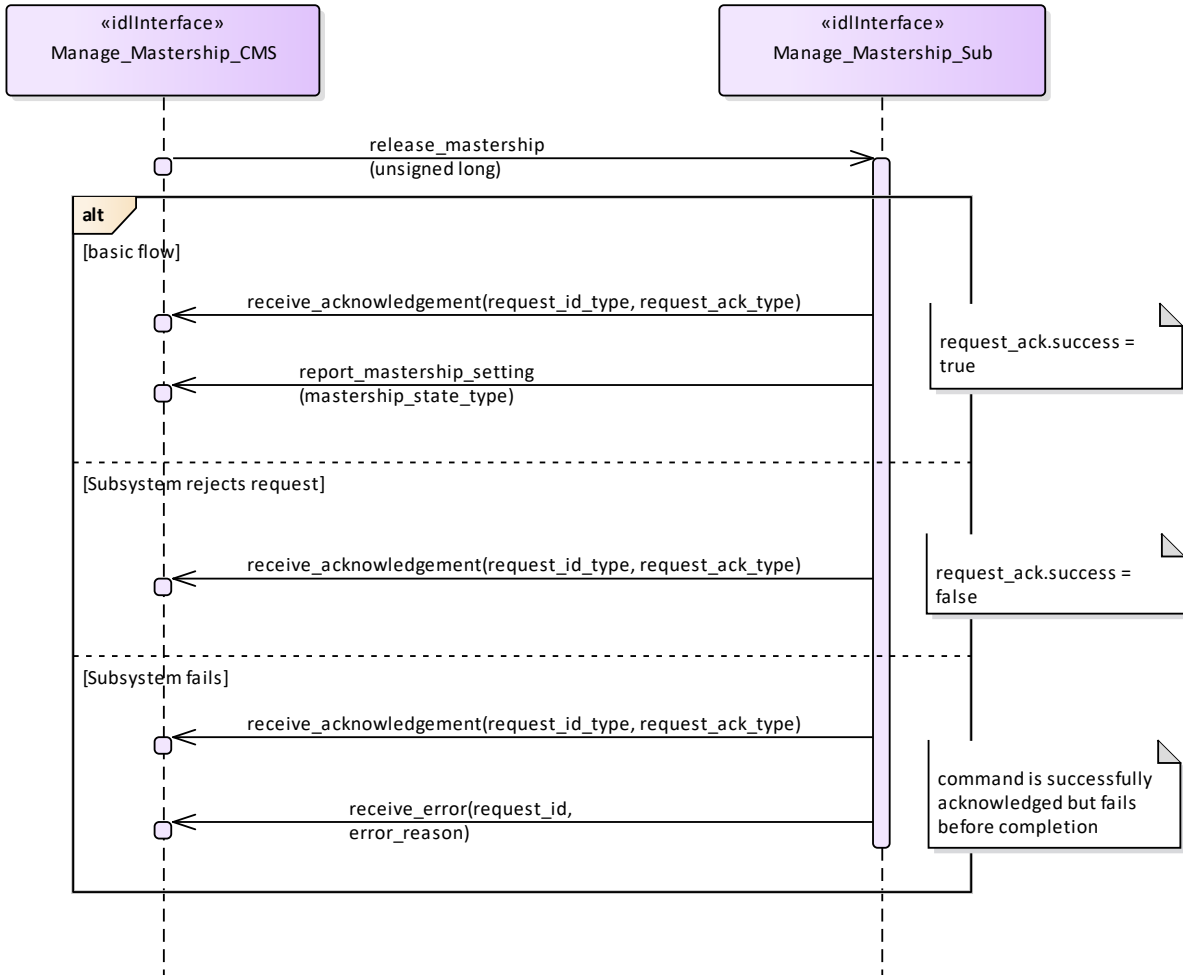 «idlInterface»
Manage_Mastership_CMS
«idlInterface»
Manage_Mastership_Sub
release_mastership
(unsigned long)
alt
[basic flow]
receive_acknowledgement(request_id_type, request_ack_type)
request_ack.success =
true
report_mastership_setting
(mastership_state_type)
[Subsystem rejects request]
receive_acknowledgement(request_id_type, request_ack_type)
request_ack.success =
false
[Subsystem fails]
receive_acknowledgement(request_id_type, request_ack_type)
command is successfully
acknowledged but fails
before completion
receive_error(request_id,
error_reason)